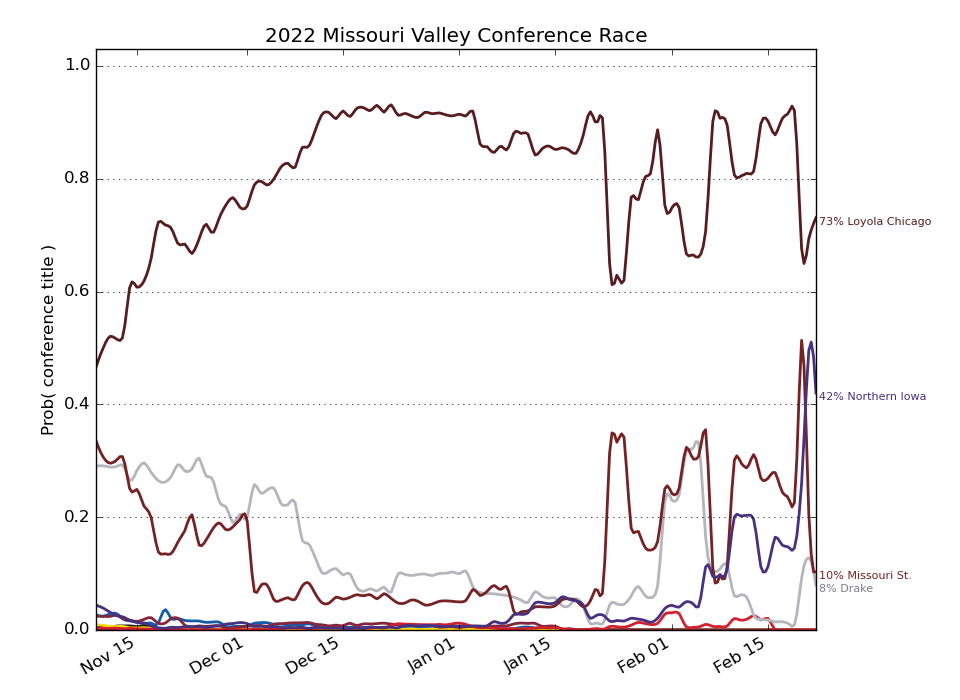 2022 Missouri Valley Conference Race
Prob( conference title )
1.0
0.8
0.6
0.4
0.2
0.0
73% Loyola Chicago
42% Northern Iowa
10% Missouri St.
8% Drake
Nov 15
Dec 01
Dec 15
Jan 01
Jan 15
Feb 01
Feb 15